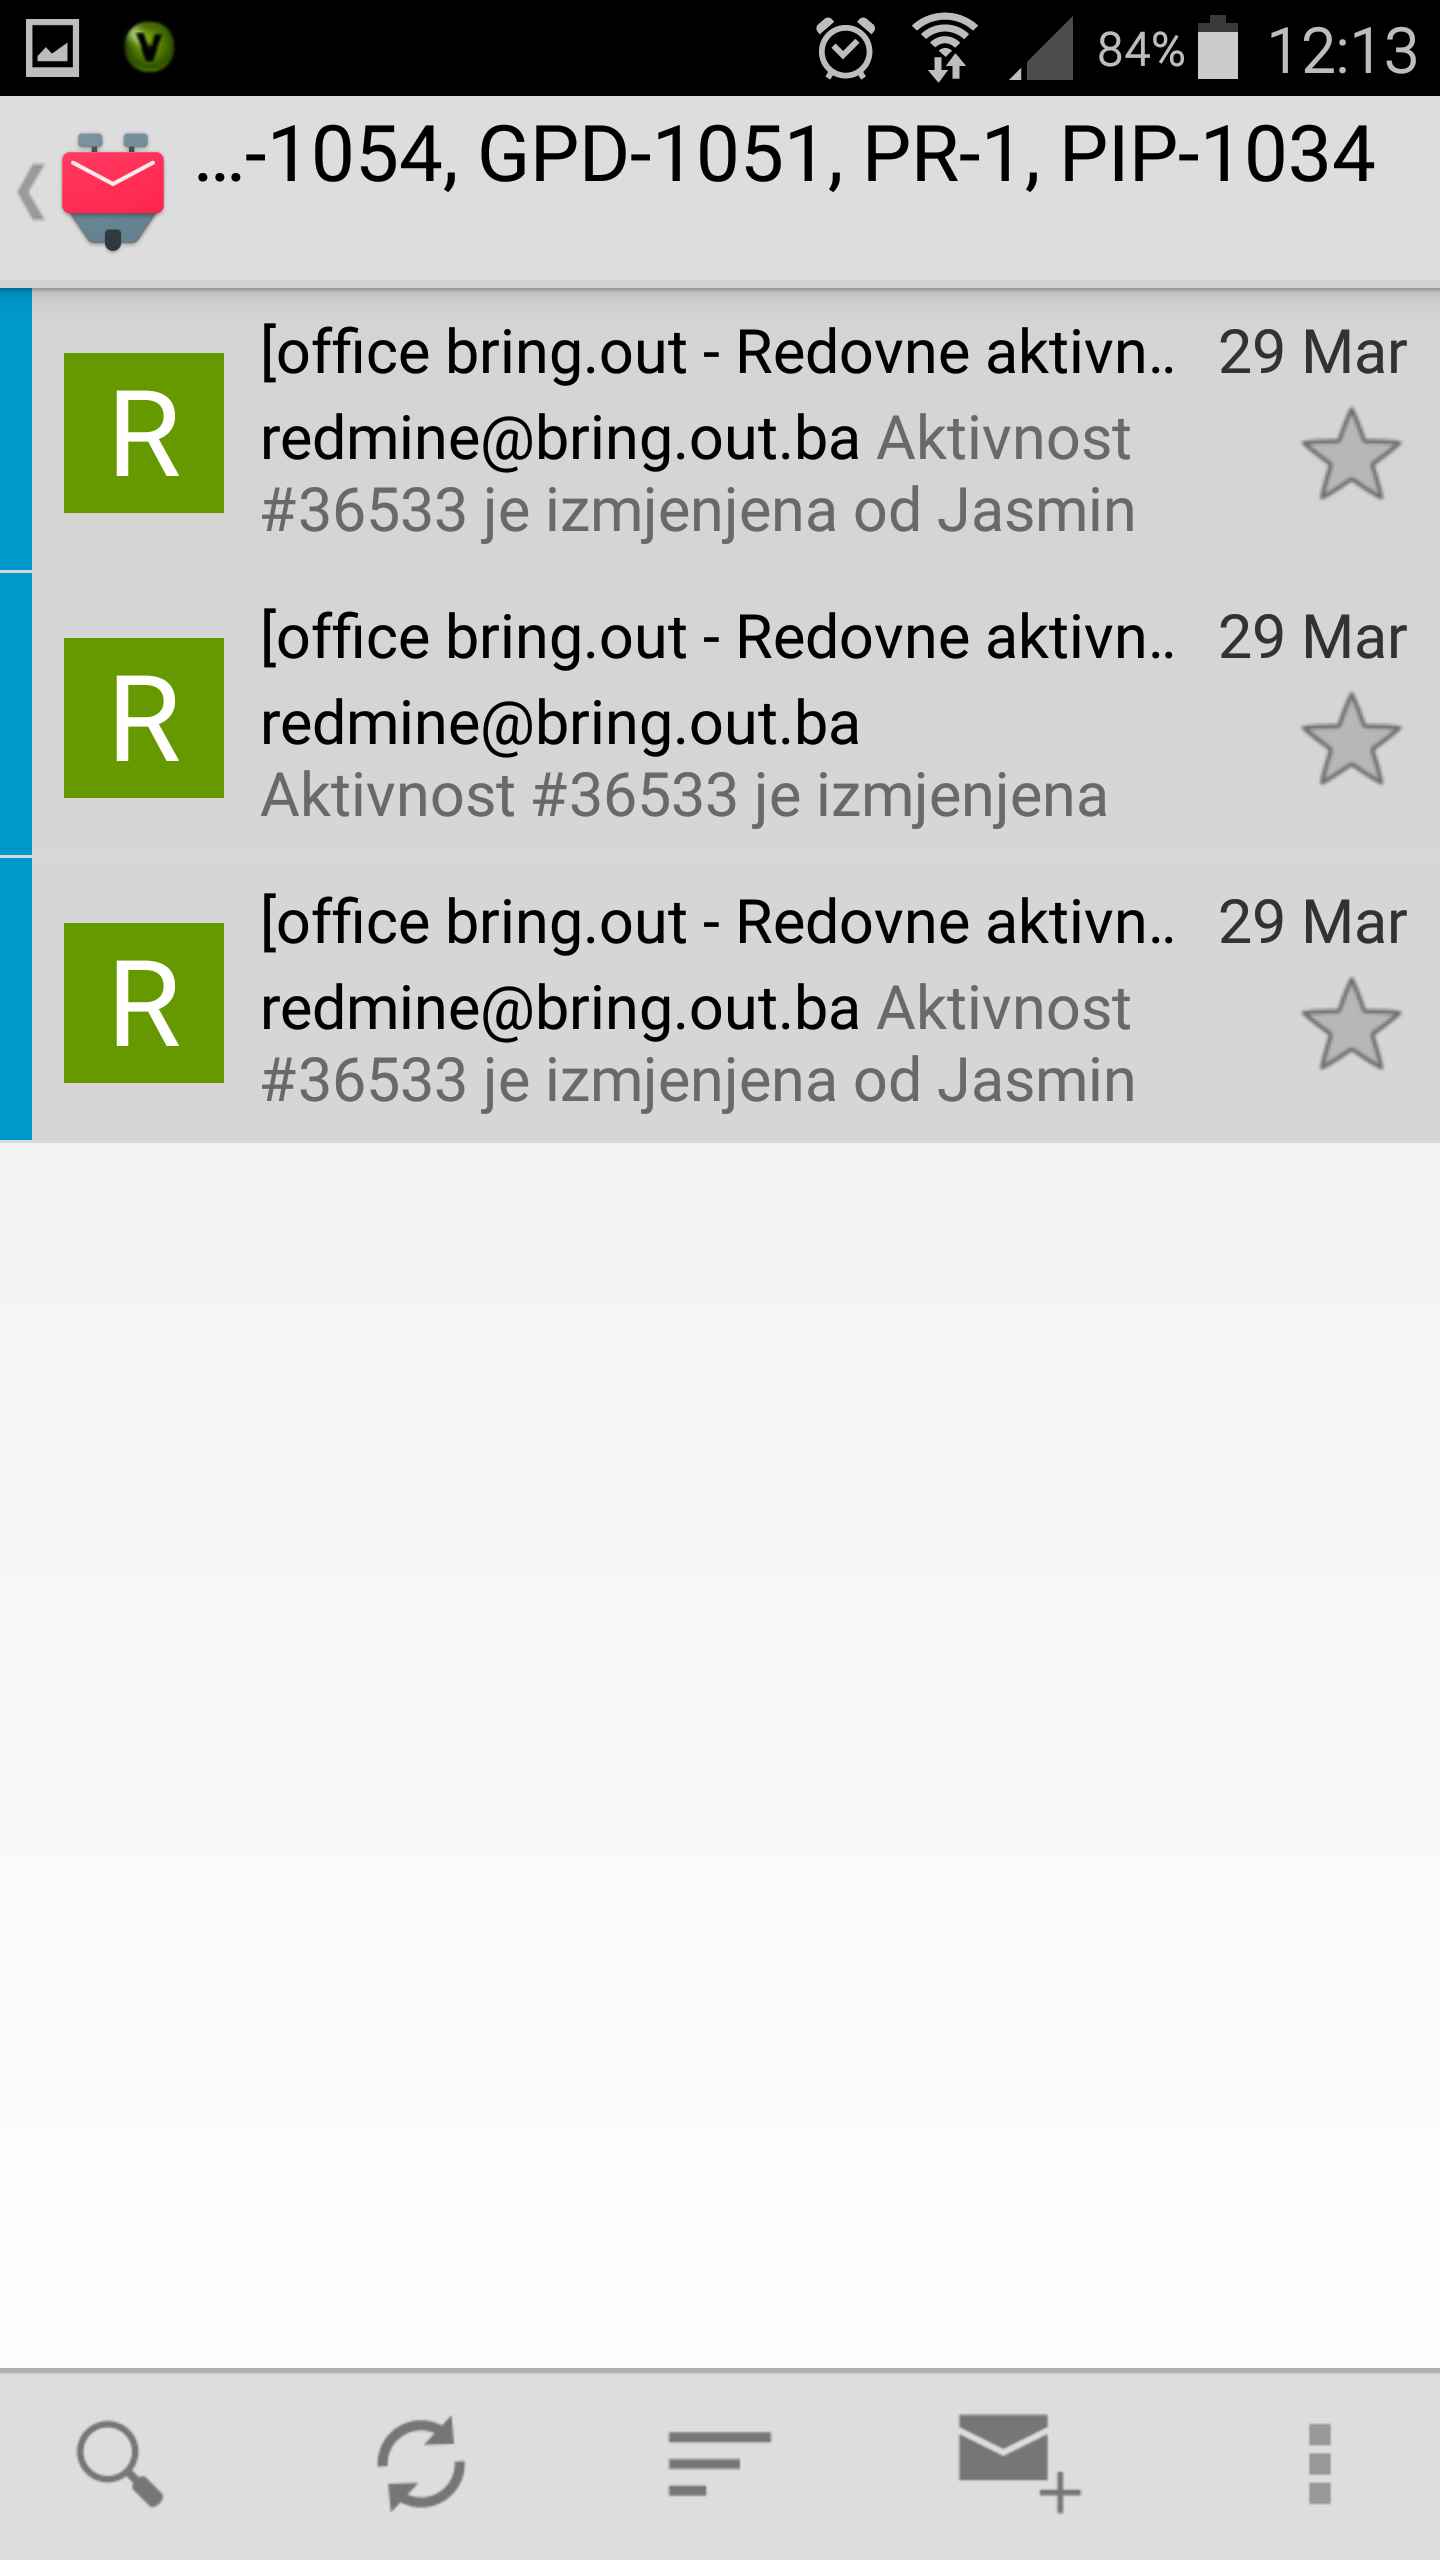 84% 12:13
...-1054, GPD-1051, PR-1, PIP-1034
[office bring.out - Redovne aktivn.. 29 Mar
R
redmine@bring.out.ba Aktivnost
#36533 je izmjenjena od Jasmin
[office bring.out - Redovne aktivn.. 29 Mar
R
redmine@bring.out.ba
Aktivnost #36533 je izmjenjena
[office bring.out - Redovne aktivn.. 29 Mar
R
redmine@bring.out.ba Aktivnost
#36533 je izmjenjena od Jasmin